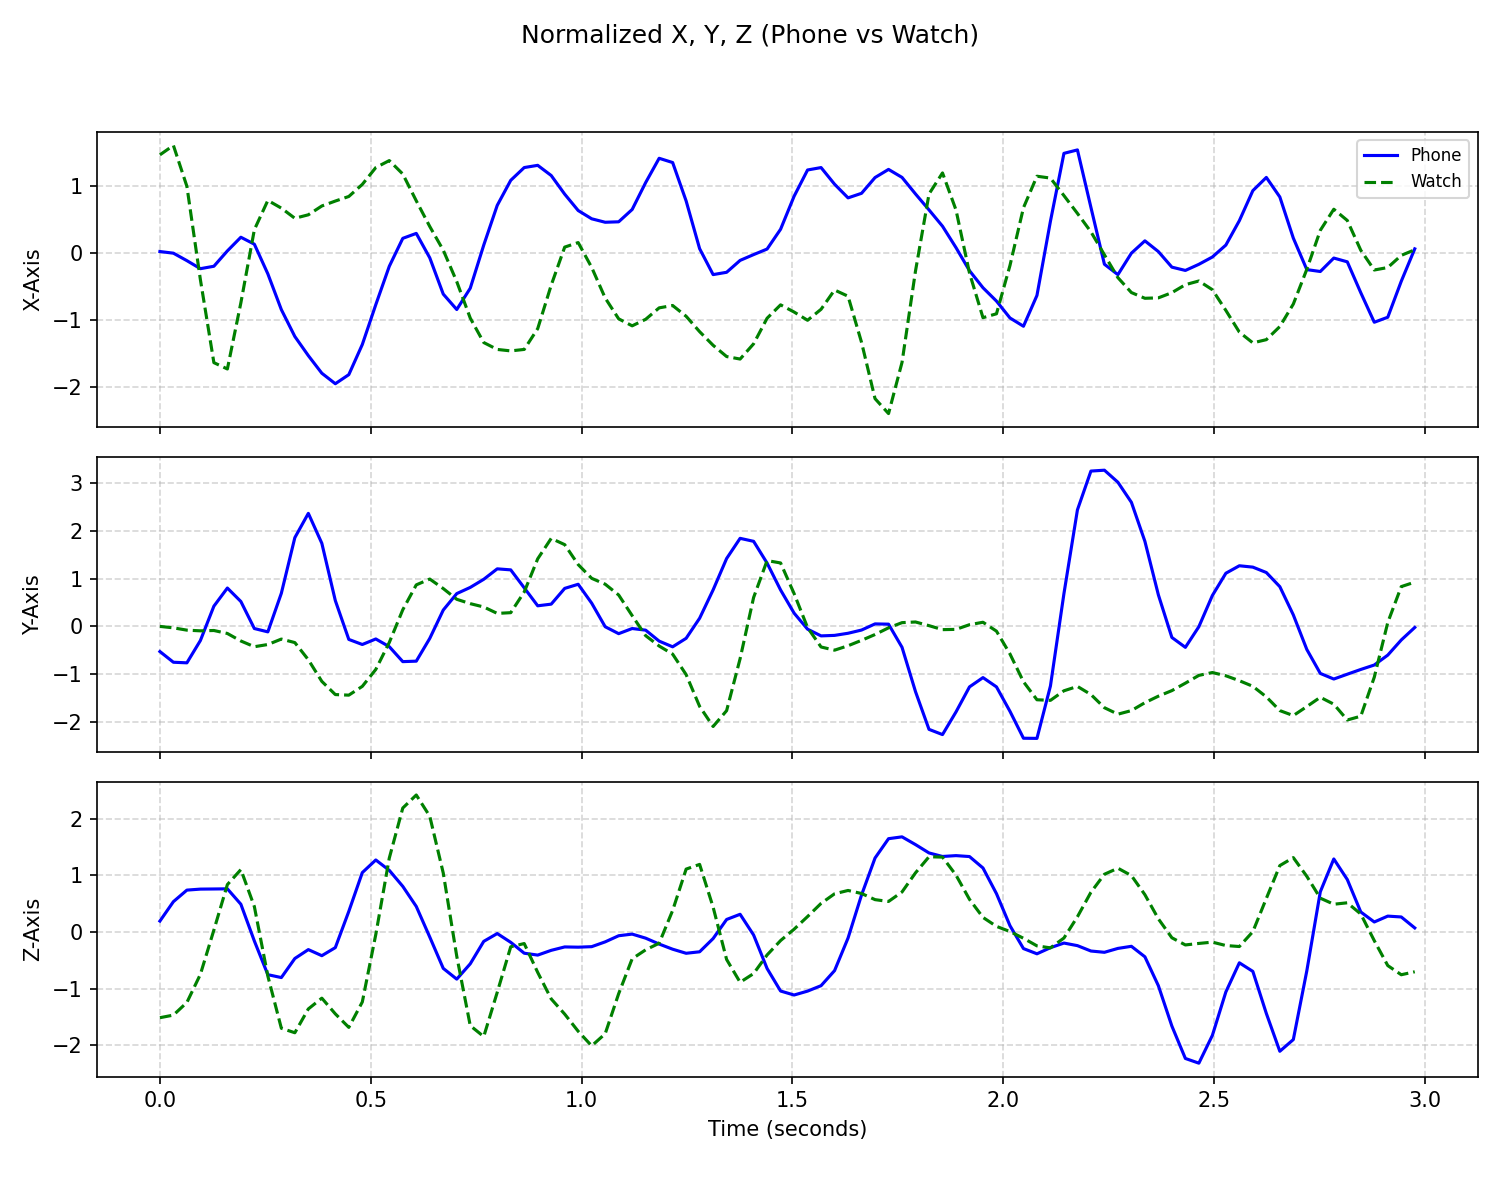 Normalized X, Y, Z (Phone vs Watch)
Phone
Watch
X-Axis
1
0
−1
−2
Y-Axis
3
2
1
0
−1
−2
Z-Axis
2
1
0
−1
−2
0.0 0.5 1.0 1.5 2.0 2.5 3.0
Time (seconds)